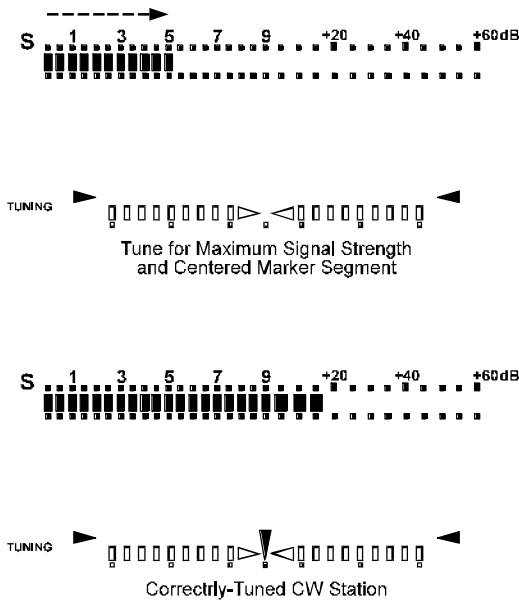 S 1 3 5 7 9 +20 +40 +60dB
TUNING
Tune for Maximum Signal Strength
and Centered Marker Segment
S 1 3 5 7 9 +20 +40 +60dB
TUNING
Correctrly-Tuned CW Station